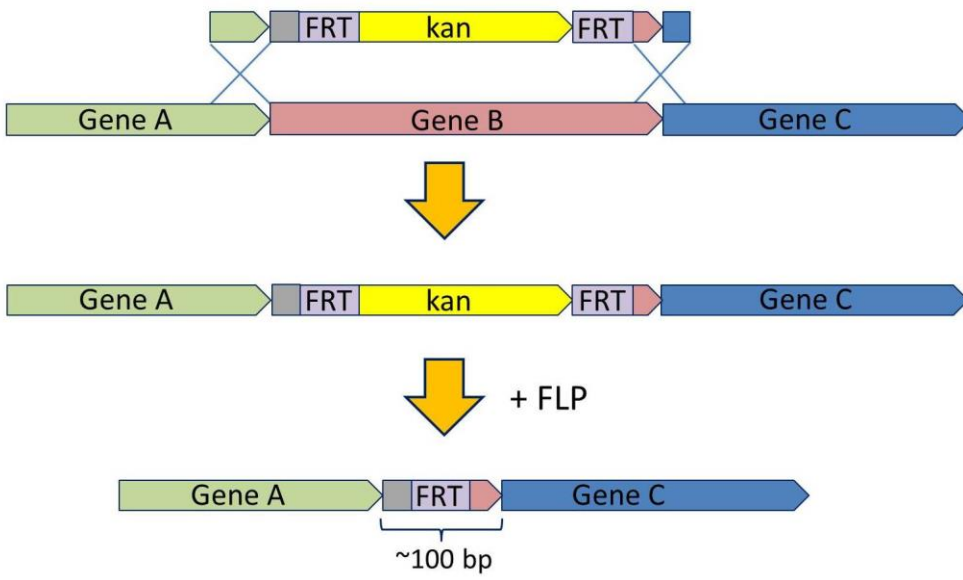 FRT kan FRT
Gene A Gene B Gene C
Gene A FRT kan FRT Gene C
+ FLP
Gene A FRT Gene C
~100 bp